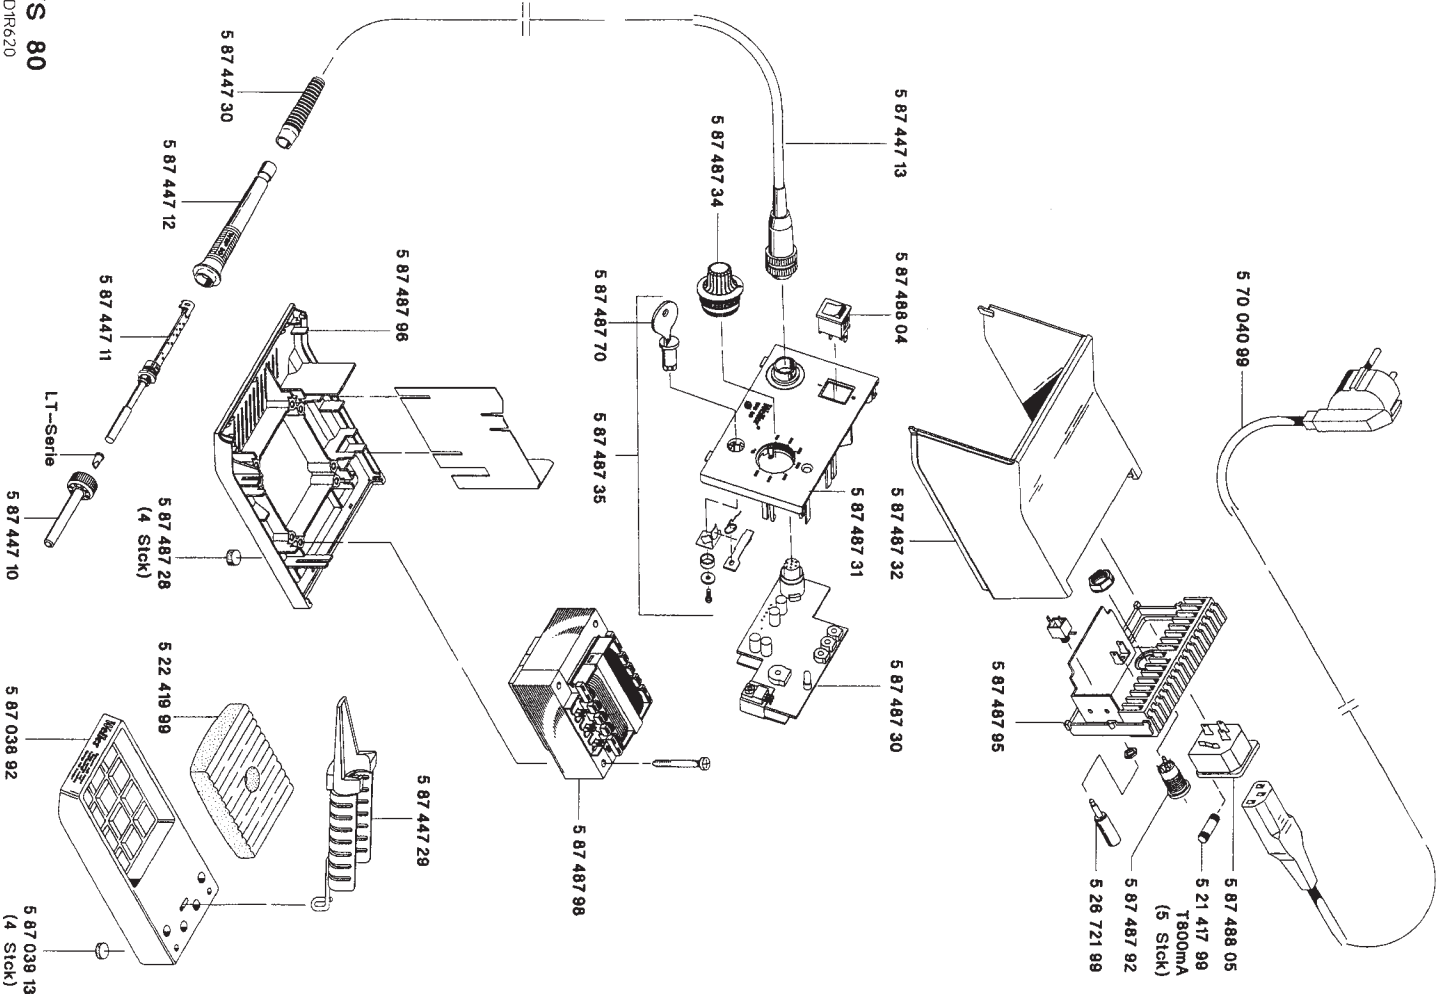 S 80
D1R620
5 87 447 30
5 87 447 12
5 87 447 11
LT-Serie
5 87 447 10
5 87 487 96
5 87 487 28
(4 Stck)
5 22 419 99
5 87 038 92
Weller
5 87 039 13
(4 Stck)
5 87 447 29
5 87 487 98
5 87 447 13
5 87 487 34
5 87 487 70
5 87 487 35
5 87 488 04
Weller
5 87 487 31
5 87 487 32
5 87 487 30
5 70 040 99
5 87 487 95
5 87 488 05
5 21 417 99
T800mA
(5 Stck)
5 87 487 92
5 26 721 99